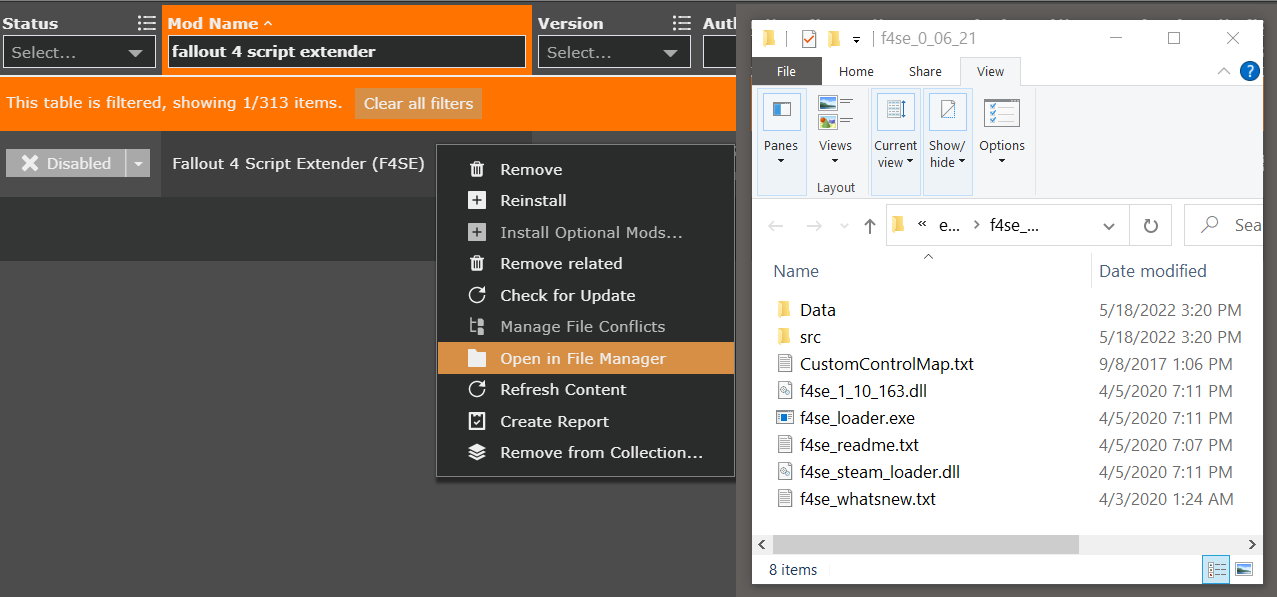 Status
Mod Name
Version
Auth
Select...
fallout 4 script extender
Select...
This table is filtered, showing 1/313 items.
Clear all filters
Disabled
Fallout 4 Script Extender (F4SE)
Remove
Reinstall
Install Optional Mods...
Remove related
Check for Update
Manage File Conflicts
Open in File Manager
Refresh Content
Create Report
Remove from Collection...
f4se_0_06_21
File
Home
Share
View
?
Panes
Views
Current view
Show/ hide
Options
Layout
« e... > f4se_...
Sea
Name
Date modified
Data 5/18/2022 3:20 PM
src 5/18/2022 3:20 PM
CustomControlMap.txt 9/8/2017 1:06 PM
f4se_1_10_163.dll 4/5/2020 7:11 PM
f4se_loader.exe 4/5/2020 7:11 PM
f4se_readme.txt 4/5/2020 7:07 PM
f4se_steam_loader.dll 4/5/2020 7:11 PM
f4se_whatsnew.txt 4/3/2020 1:24 AM
8 items